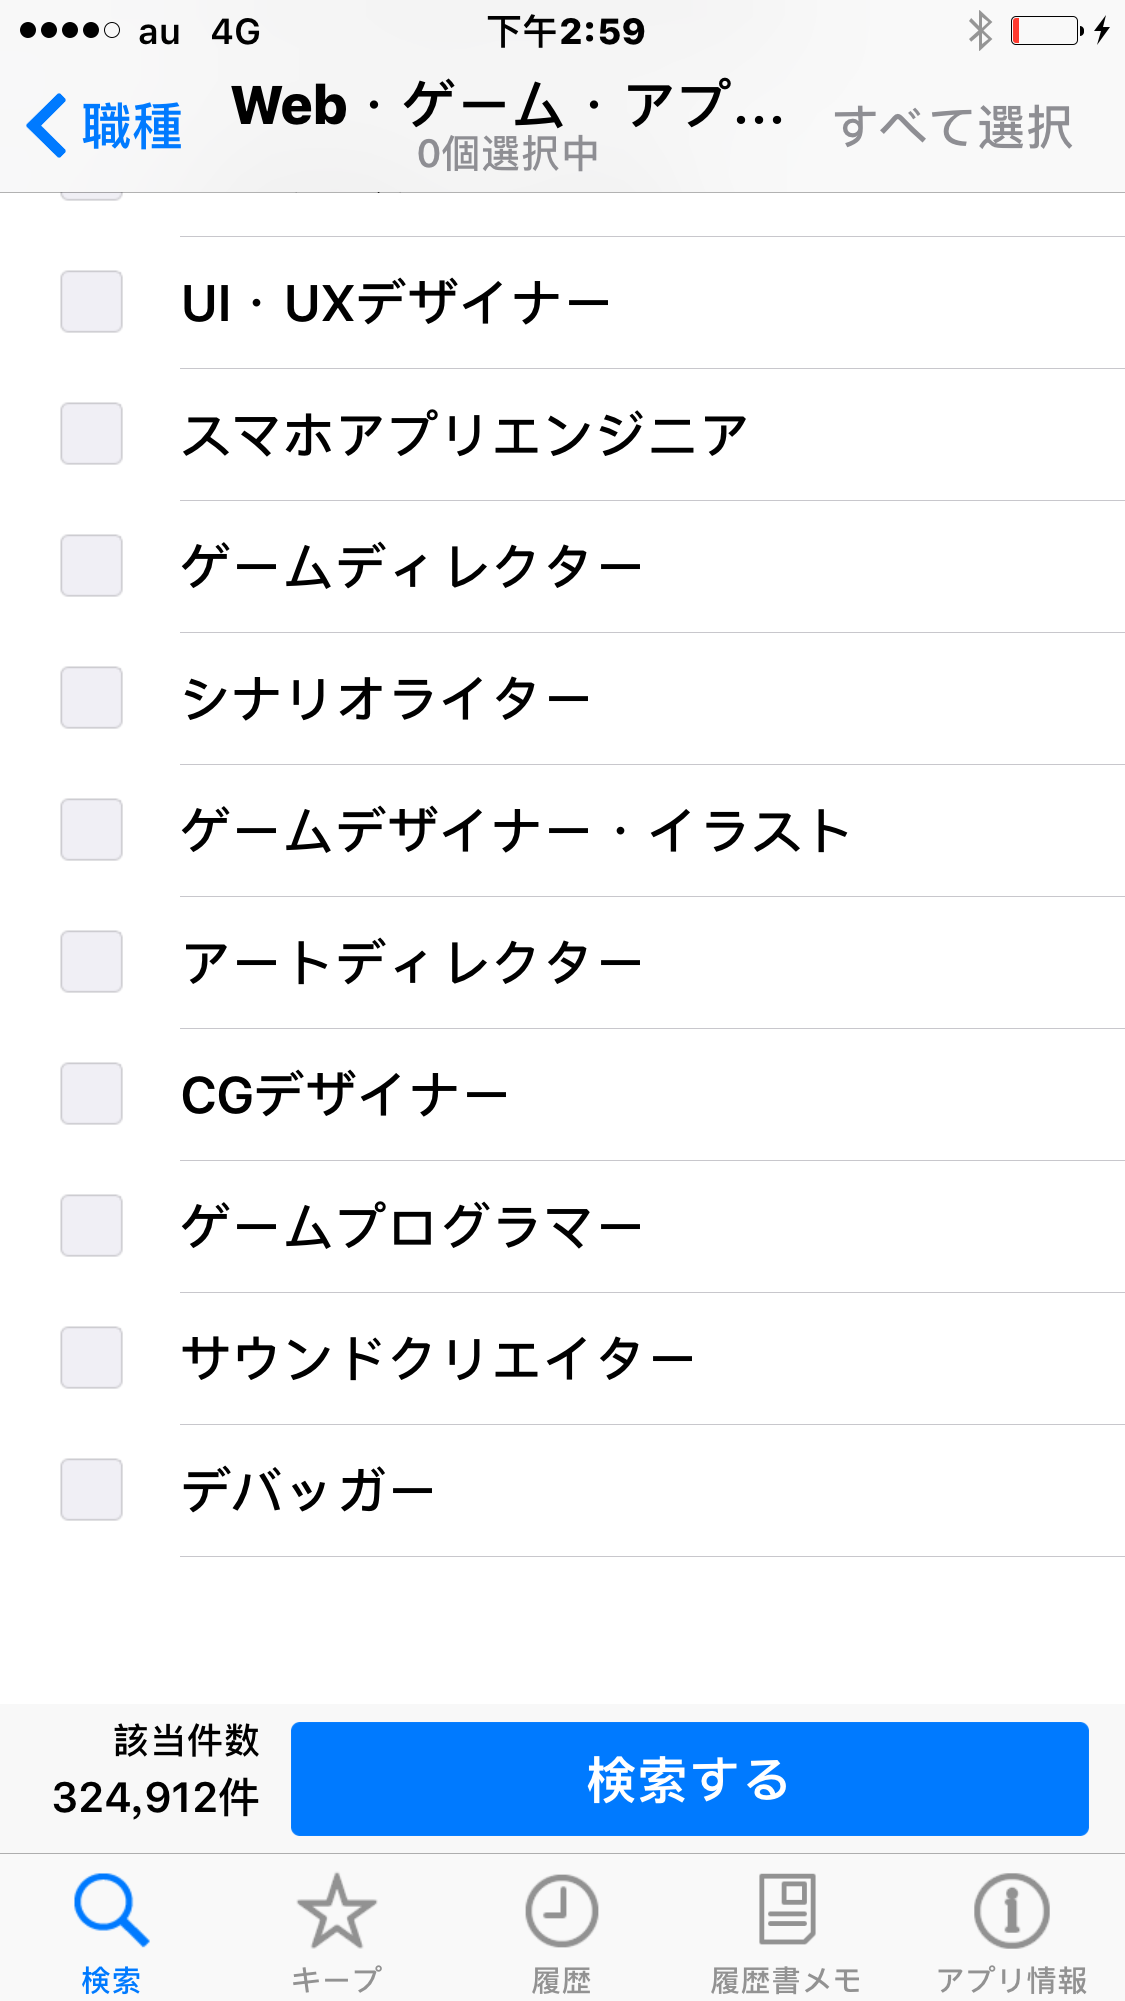 au 4G 下午2:59
職種
Web・ゲーム・アプ…
0個選択中
すべて選択
UI・UXデザイナー
スマホアプリエンジニア
ゲームディレクター
シナリオライター
ゲームデザイナー・イラスト
アートディレクター
CGデザイナー
ゲームプログラマー
サウンドクリエイター
デバッガー
該当件数
324,912件
検索する
検索 キープ 履歴 履歴書メモ アプリ情報